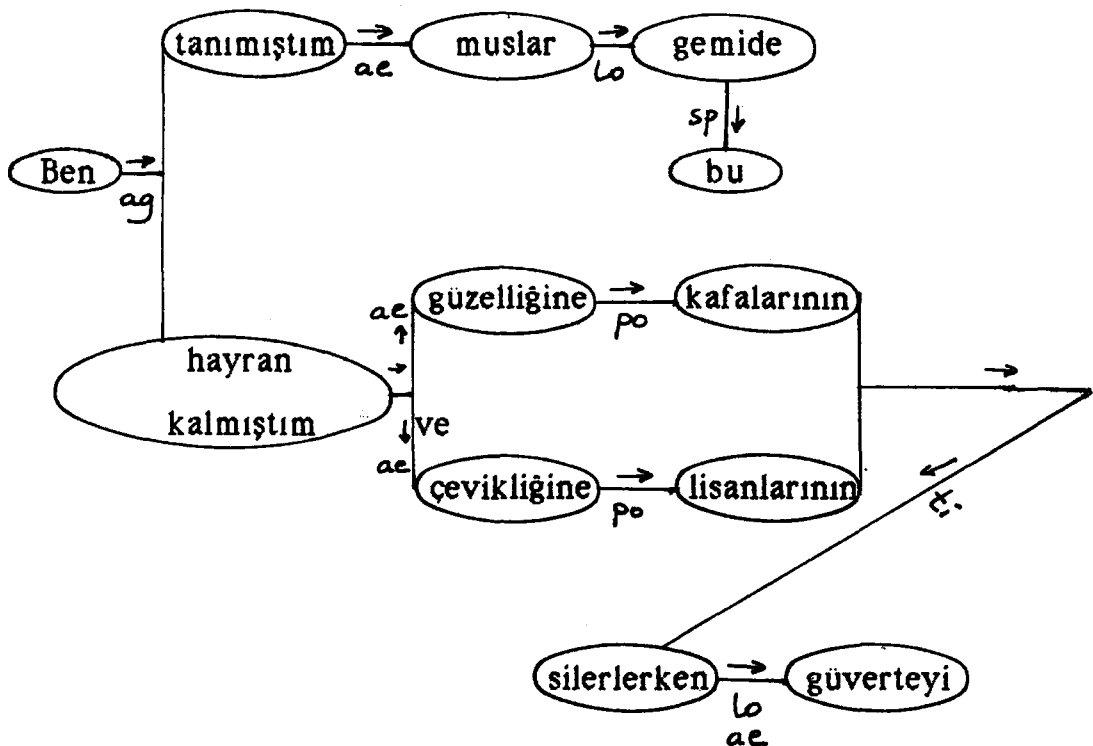 tanımıştım → muslar → gemide
ae lo
sp ↓
Ben →
ag
bu
güzelliğine → kafalarının
ae ↑ po
hayran
kalmıştım →
↓ ve
ae
çevikliğine → lisanlarının
po
→
←
ti
silerlerken → güverteyi
lo
ae